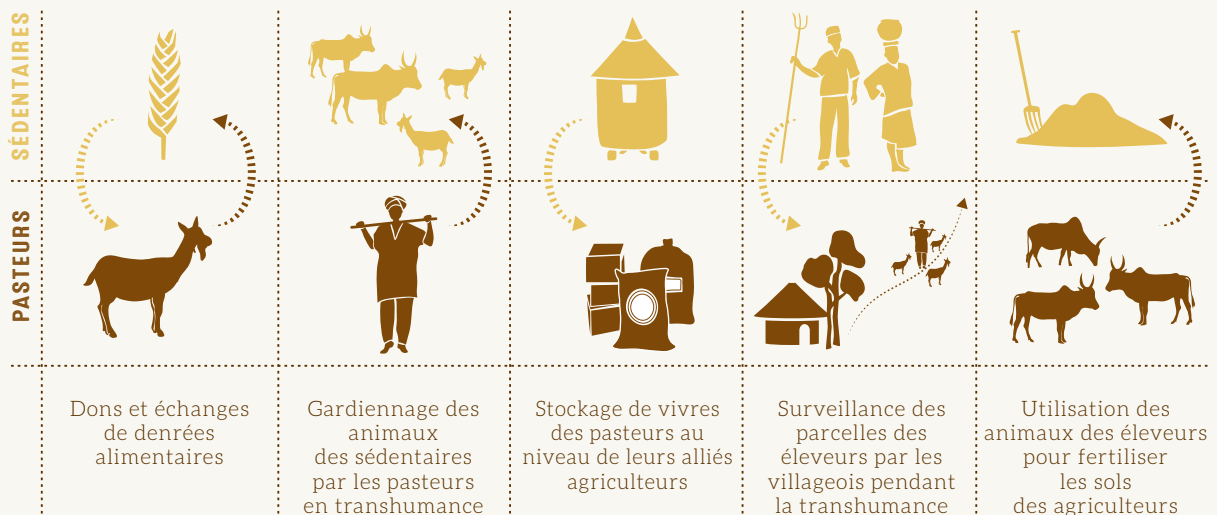 SÉDENTAIRES
PASTEURS
Dons et échanges
de denrées
alimentaires
Gardiennage des
animaux
des sédentaires
par les pasteurs
en transhumance
Stockage de vivres
des pasteurs au
niveau de leurs alliés
agriculteurs
Surveillance des
parcelles des
éleveurs par les
villageois pendant
la transhumance
Utilisation des
animaux des éleveurs
pour fertiliser
les sols
des agriculteurs